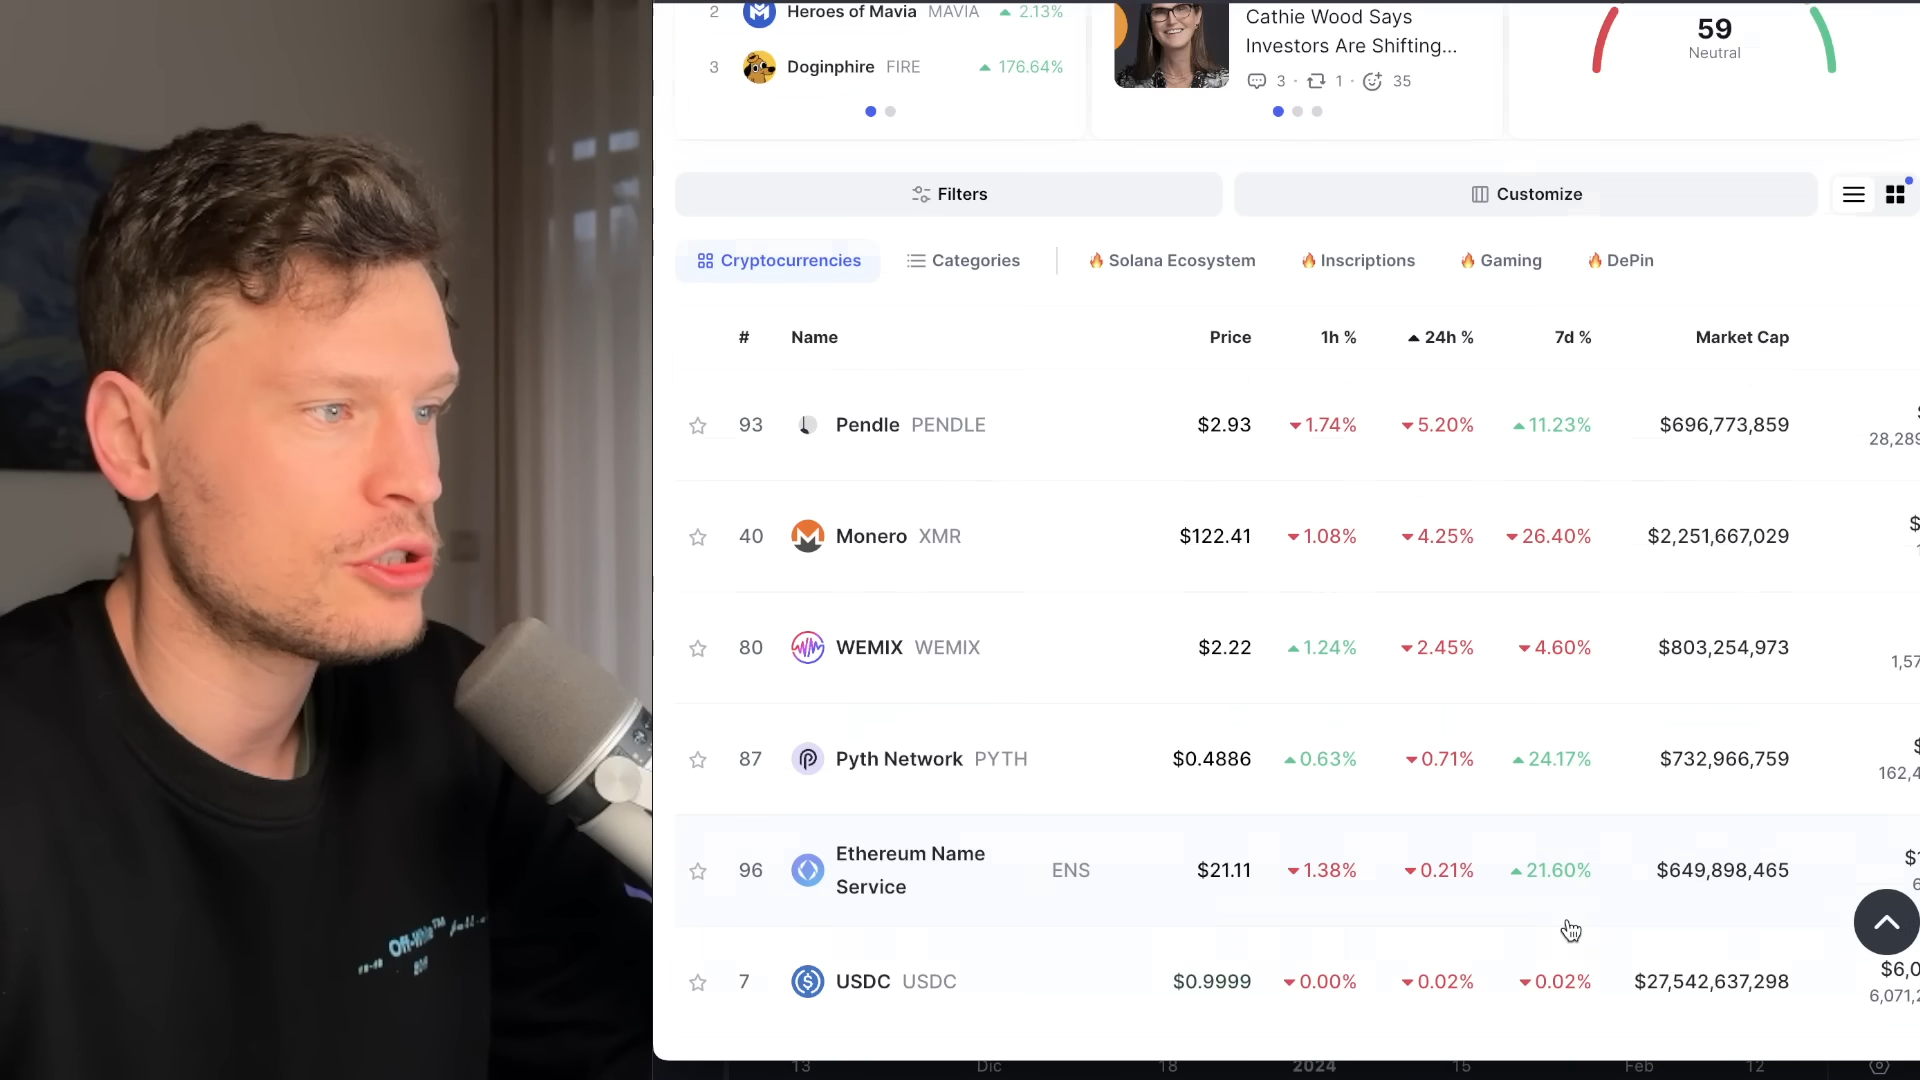 2 Heroes of Mavia MAVIA 2.13%
3 Doginphire FIRE 176.64%
Cathie Wood Says
Investors Are Shifting...
3 · 1 · 35
59
Neutral
Filters
Customize
Cryptocurrencies
Categories
Solana Ecosystem
Inscriptions
Gaming
DePin
# Name Price 1h % 24h % 7d % Market Cap
93 Pendle PENDLE $2.93 1.74% 5.20% 11.23% $696,773,859
28,289
40 Monero XMR $122.41 1.08% 4.25% 26.40% $2,251,667,029 $
80 WEMIX WEMIX $2.22 1.24% 2.45% 4.60% $803,254,973
1,57
87 Pyth Network PYTH $0.4886 0.63% 0.71% 24.17% $732,966,759
162,4
96 Ethereum Name
Service ENS $21.11 1.38% 0.21% 21.60% $649,898,465
7 USDC USDC $0.9999 0.00% 0.02% 0.02% $27,542,637,298
$6,0
6,071,2
Off-White™
13 Dic 18 2024 15 Feb 12